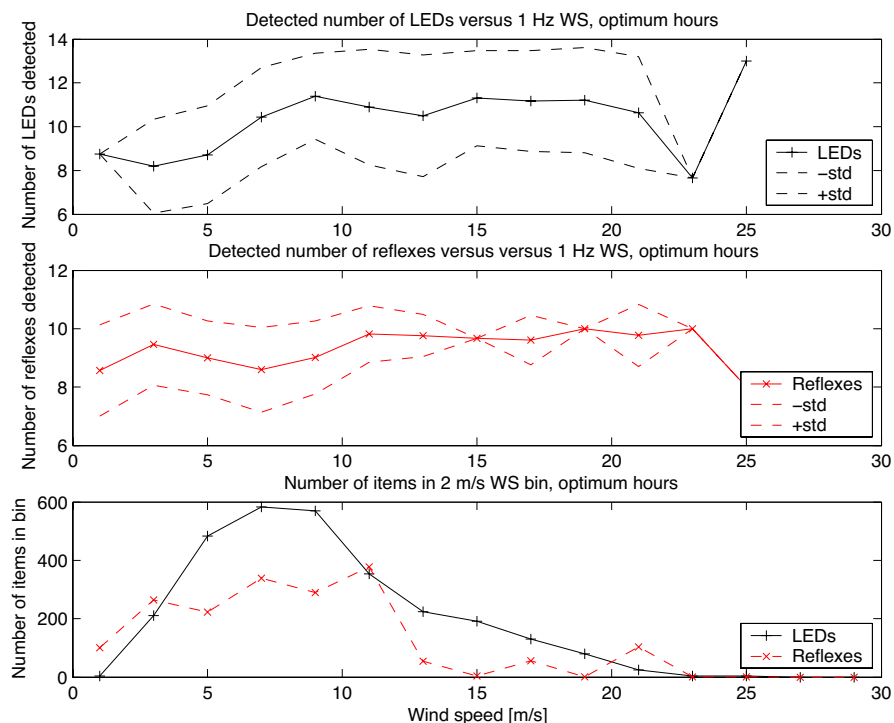 Detected number of LEDs versus 1 Hz WS, optimum hours
Number of LEDs detected
14
12
10
8
6
0 5 10 15 20 25 30
LEDs
−std
+std
Detected number of reflexes versus versus 1 Hz WS, optimum hours
Number of reflexes detected
12
10
8
6
0 5 10 15 20 25 30
Reflexes
−std
+std
Number of items in 2 m/s WS bin, optimum hours
Number of items in bin
600
400
200
0
0 5 10 15 20 25 30
LEDs
Reflexes
Wind speed [m/s]